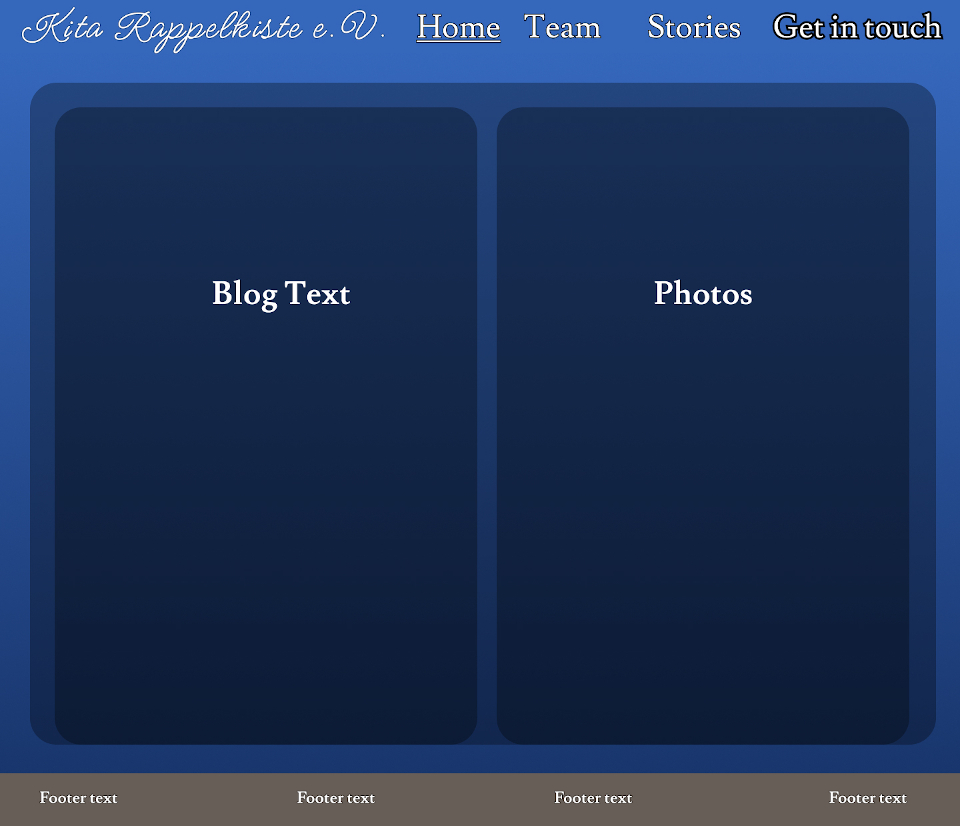 Kita Rappelkiste e.V. Home Team Stories Get in touch
Blog Text
Photos
Footer text Footer text Footer text Footer text